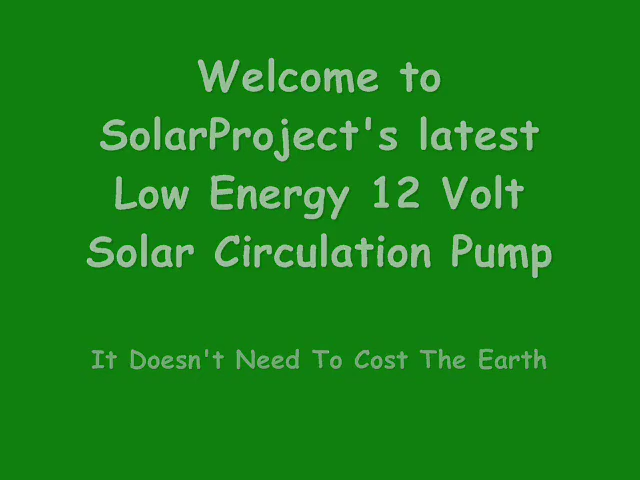 Welcome to
SolarProject's latest
Low Energy 12 Volt
Solar Circulation Pump
It Doesn't Need To Cost The Earth